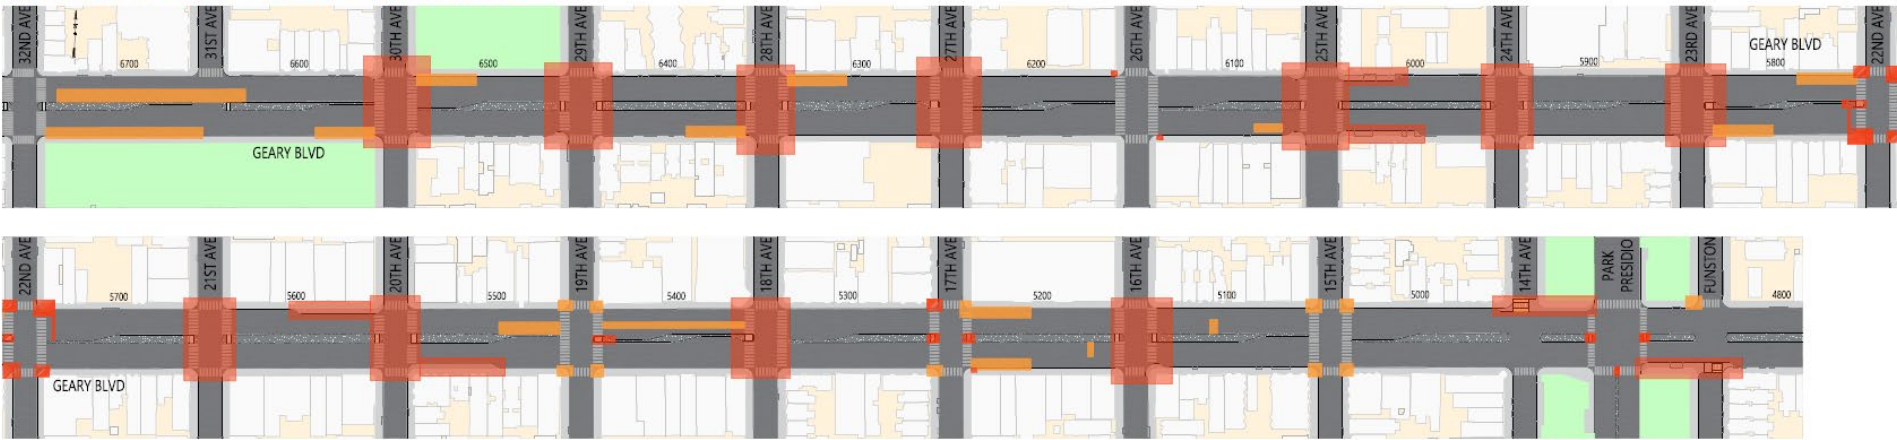 32ND AVE
31ST AVE
30TH AVE
29TH AVE
28TH AVE
27TH AVE
26TH AVE
25TH AVE
24TH AVE
23RD AVE
22ND AVE
GEARY BLVD
6700
6600
6500
6400
6300
6200
6100
6000
5900
5800
GEARY BLVD
22ND AVE
21ST AVE
20TH AVE
19TH AVE
18TH AVE
17TH AVE
16TH AVE
15TH AVE
14TH AVE
PARK
PRESIDIO
FUNSTON
5700
5600
5500
5400
5300
5200
5100
5000
4800
GEARY BLVD